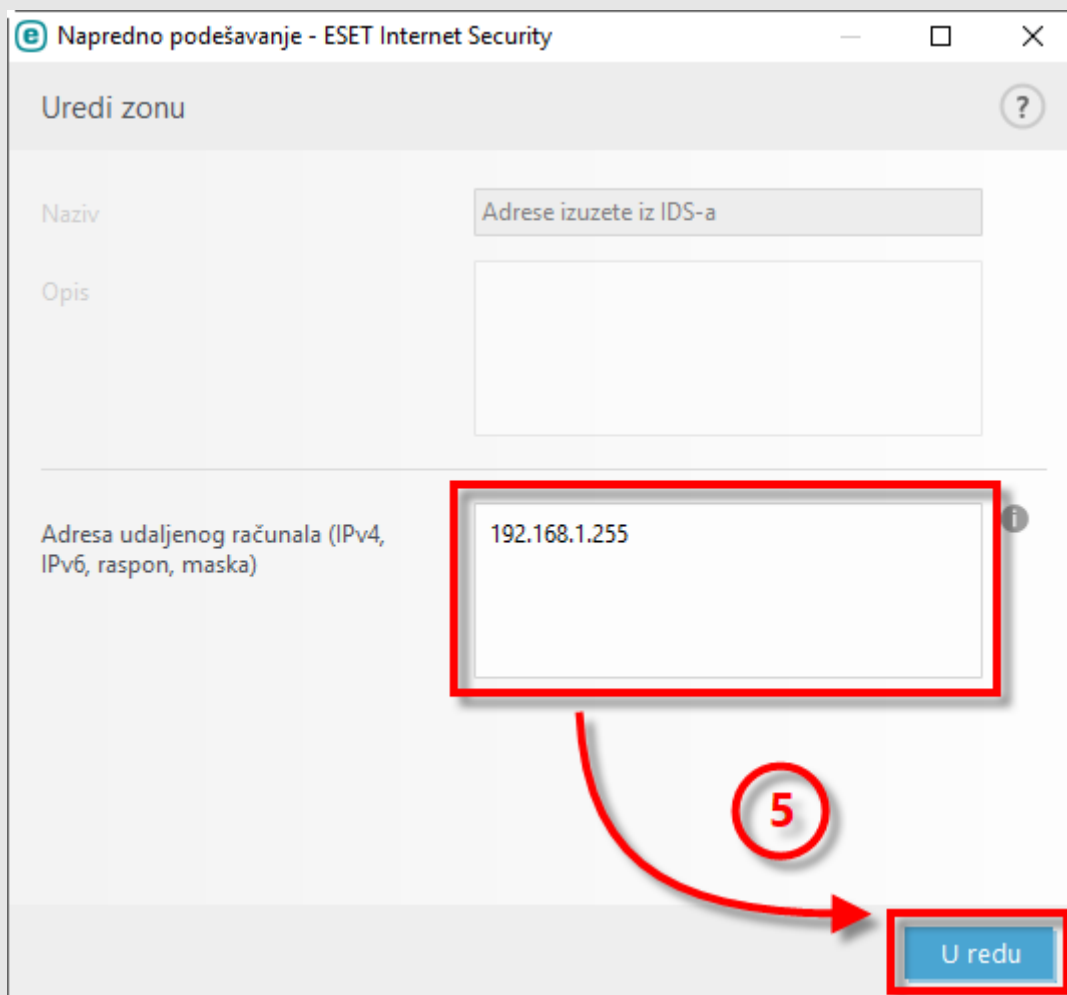 Napredno podešavanje - ESET Internet Security
Uredi zonu
?
Naziv
Adrese izuzete iz IDS-a
Opis
Adresa udaljenog računala (IPv4,
IPv6, raspon, maska)
192.168.1.255
5
U redu